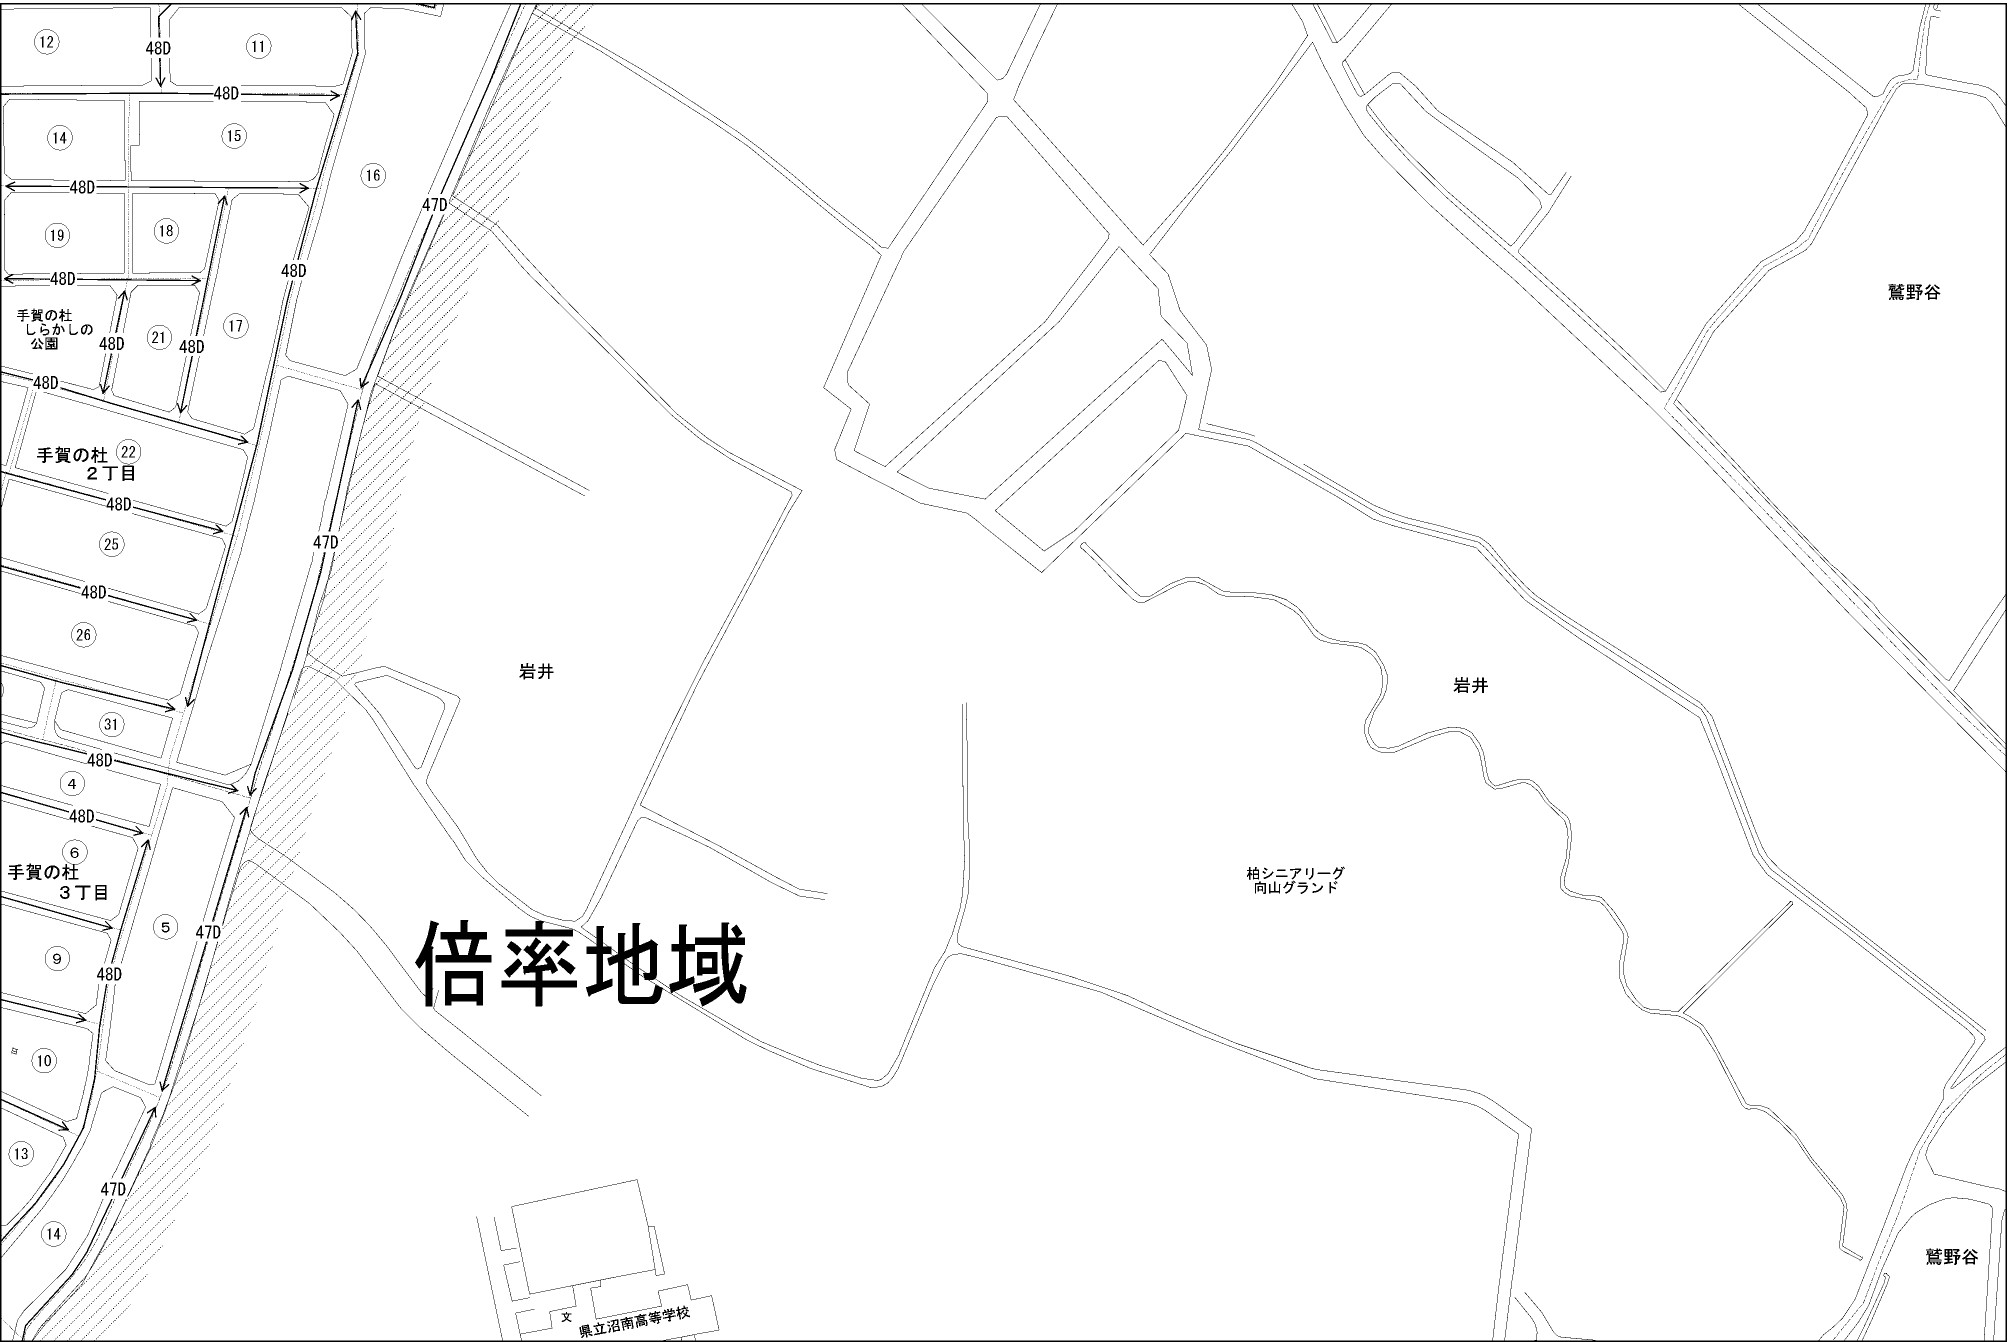 12
48D
11
48D
14
15
16
48D
47D
19
18
48D
48D
手賀の杜
しらかしの
公園
48D
21
48D
17
鷲野谷
48D
手賀の杜
２丁目
22
48D
47D
25
48D
26
岩井
岩井
31
48D
4
48D
6
手賀の杜
３丁目
柏シニアリーグ
向山グランド
5
47D
倍率地域
9
48D
10
13
47D
14
鷲野谷
文
県立沼南高等学校